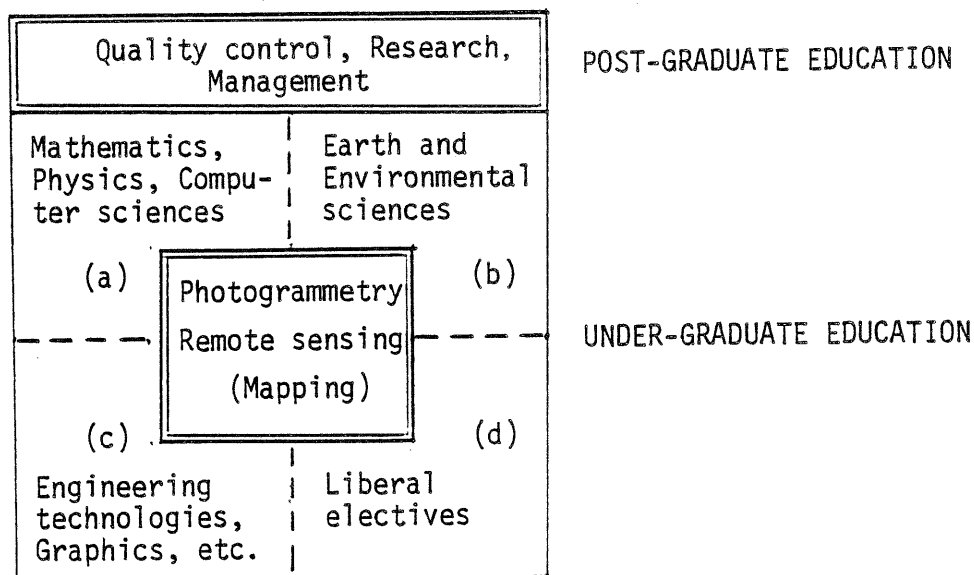 Quality control, Research,
Management
POST-GRADUATE EDUCATION
Mathematics,
Physics, Compu-
ter sciences
(a)
Earth and
Environmental
sciences
(b)
Photogrammetry
Remote sensing
(Mapping)
UNDER-GRADUATE EDUCATION
(c)
Engineering
technologies,
Graphics, etc.
(d)
Liberal
electives